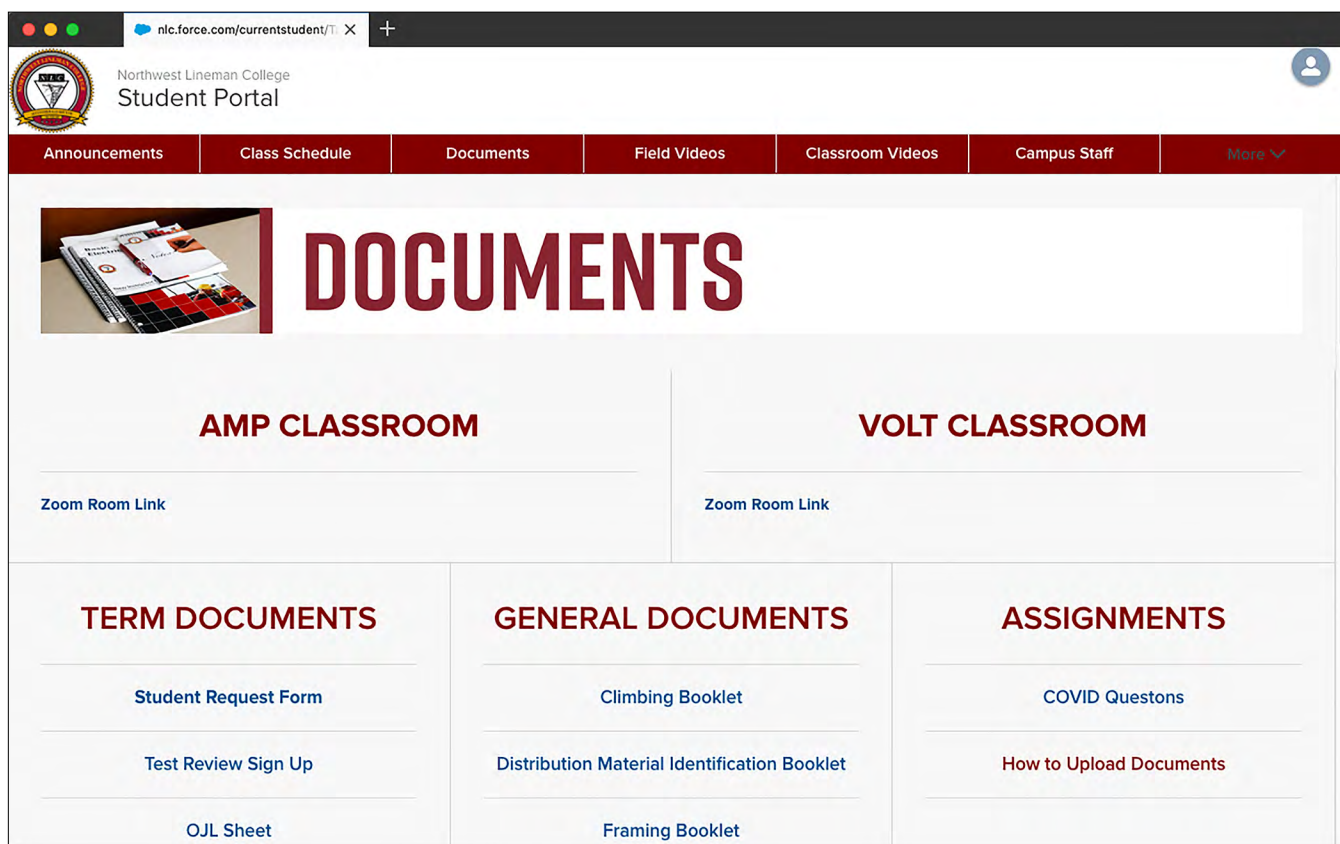 nlc.force.com/currentstudent/T
NLC
Northwest Lineman College
Student Portal
Announcements
Class Schedule
Documents
Field Videos
Classroom Videos
Campus Staff
More
Basic
DOCUMENTS
AMP CLASSROOM
VOLT CLASSROOM
Zoom Room Link
Zoom Room Link
TERM DOCUMENTS
GENERAL DOCUMENTS
ASSIGNMENTS
Student Request Form
Climbing Booklet
COVID Questons
Test Review Sign Up
Distribution Material Identification Booklet
How to Upload Documents
OJL Sheet
Framing Booklet